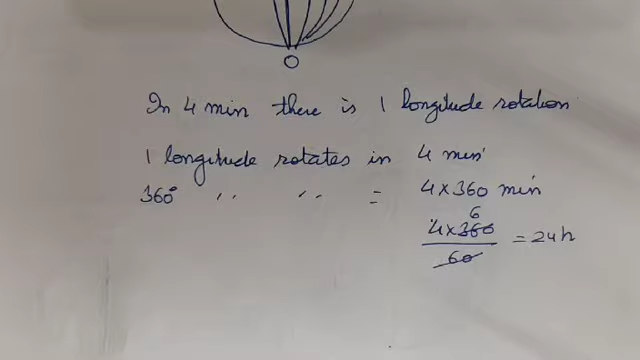 In 4 min there is 1 longitude rotation
1 longitude rotates in 4 min
360° ,, ,, = 4×360 min
6
4×360
60
= 24h